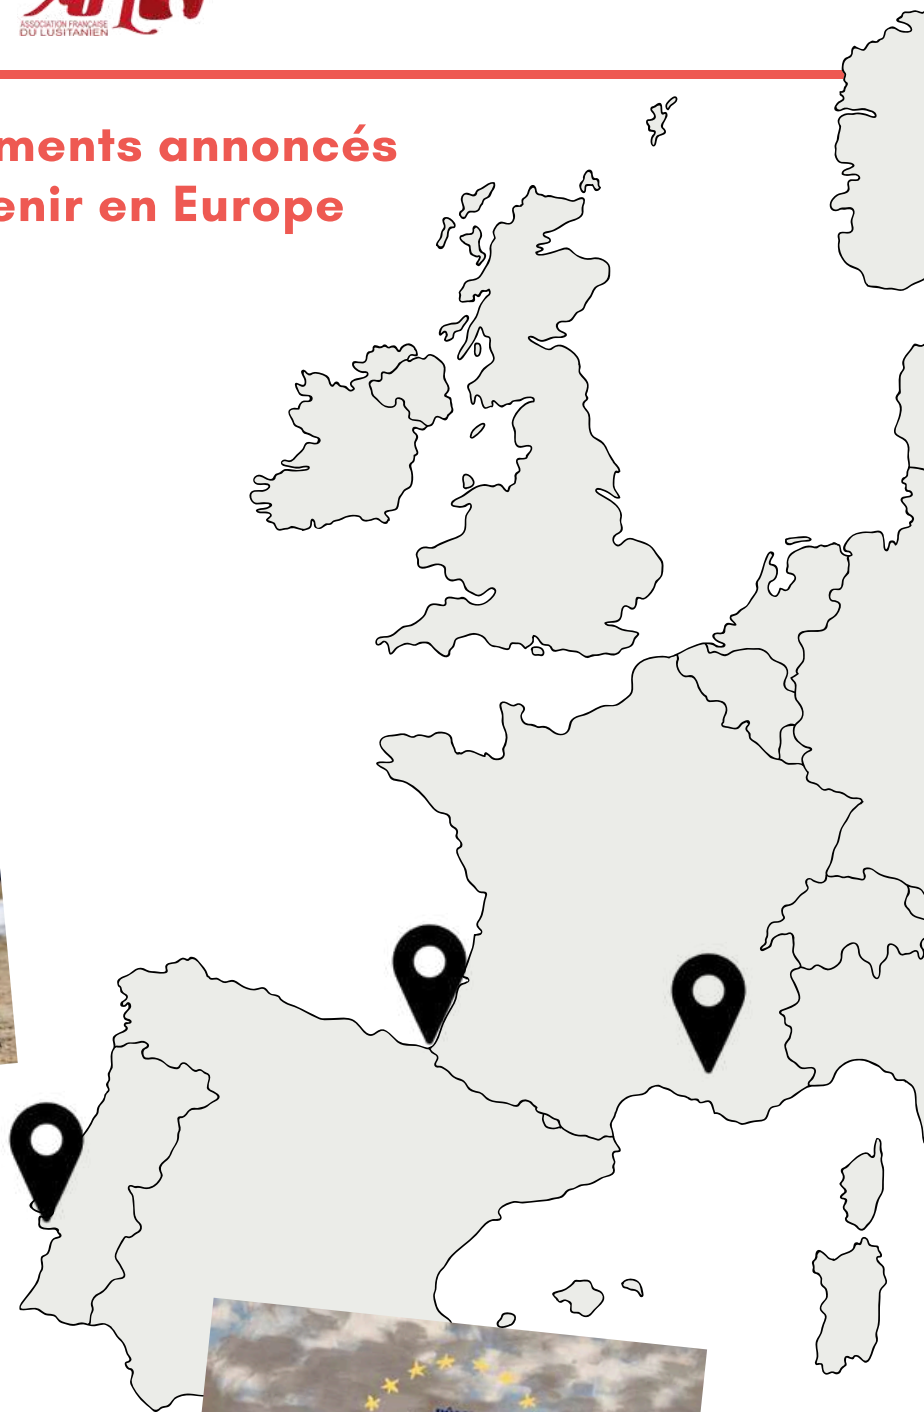 ASSOCIATION FRANÇAISE
DU LUSITANIEN
ments annoncés
enir en Europe